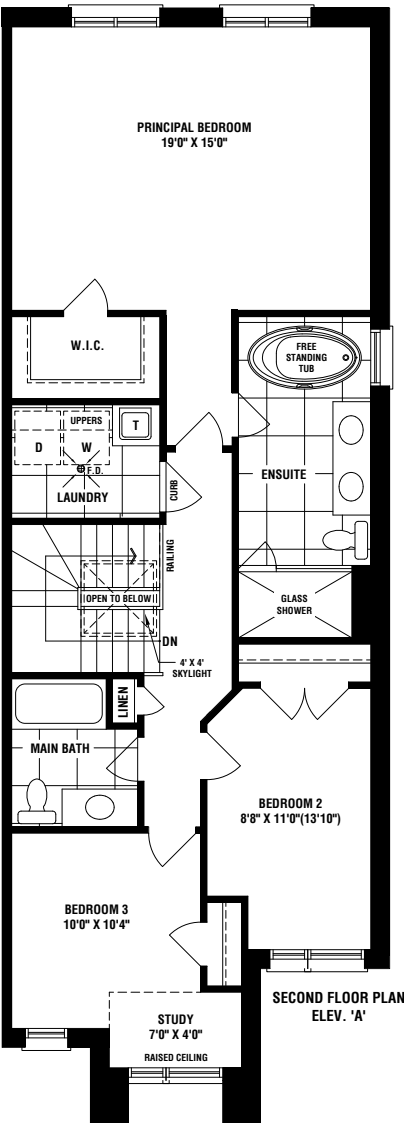 PRINCIPAL BEDROOM
19'0" X 15'0"
W.I.C.
FREE
STANDING
TUB
UPPERS
T
D
W
F.D.
LAUNDRY
CURB
ENSUITE
RAILING
OPEN TO BELOW
GLASS
SHOWER
DN
4' X 4'
SKYLIGHT
LINEN
MAIN BATH
BEDROOM 2
8'8" X 11'0"(13'10")
BEDROOM 3
10'0" X 10'4"
STUDY
7'0" X 4'0"
RAISED CEILING
SECOND FLOOR PLAN
ELEV. 'A'